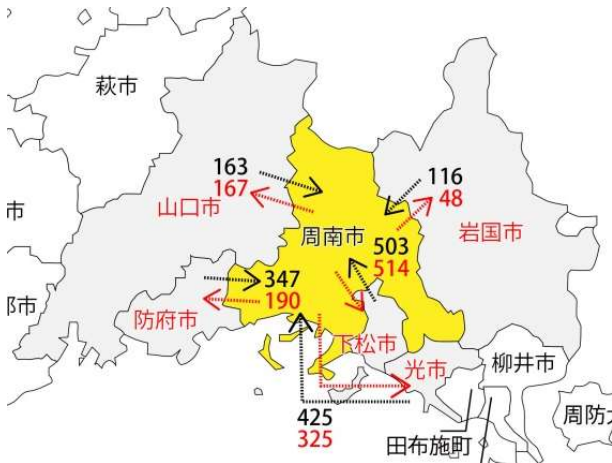 萩市
163
167
山口市
116
48
岩国市
周南市
503
514
市
347
190
防府市
下松市
光市
柳井市
425
325
田布施町
周防